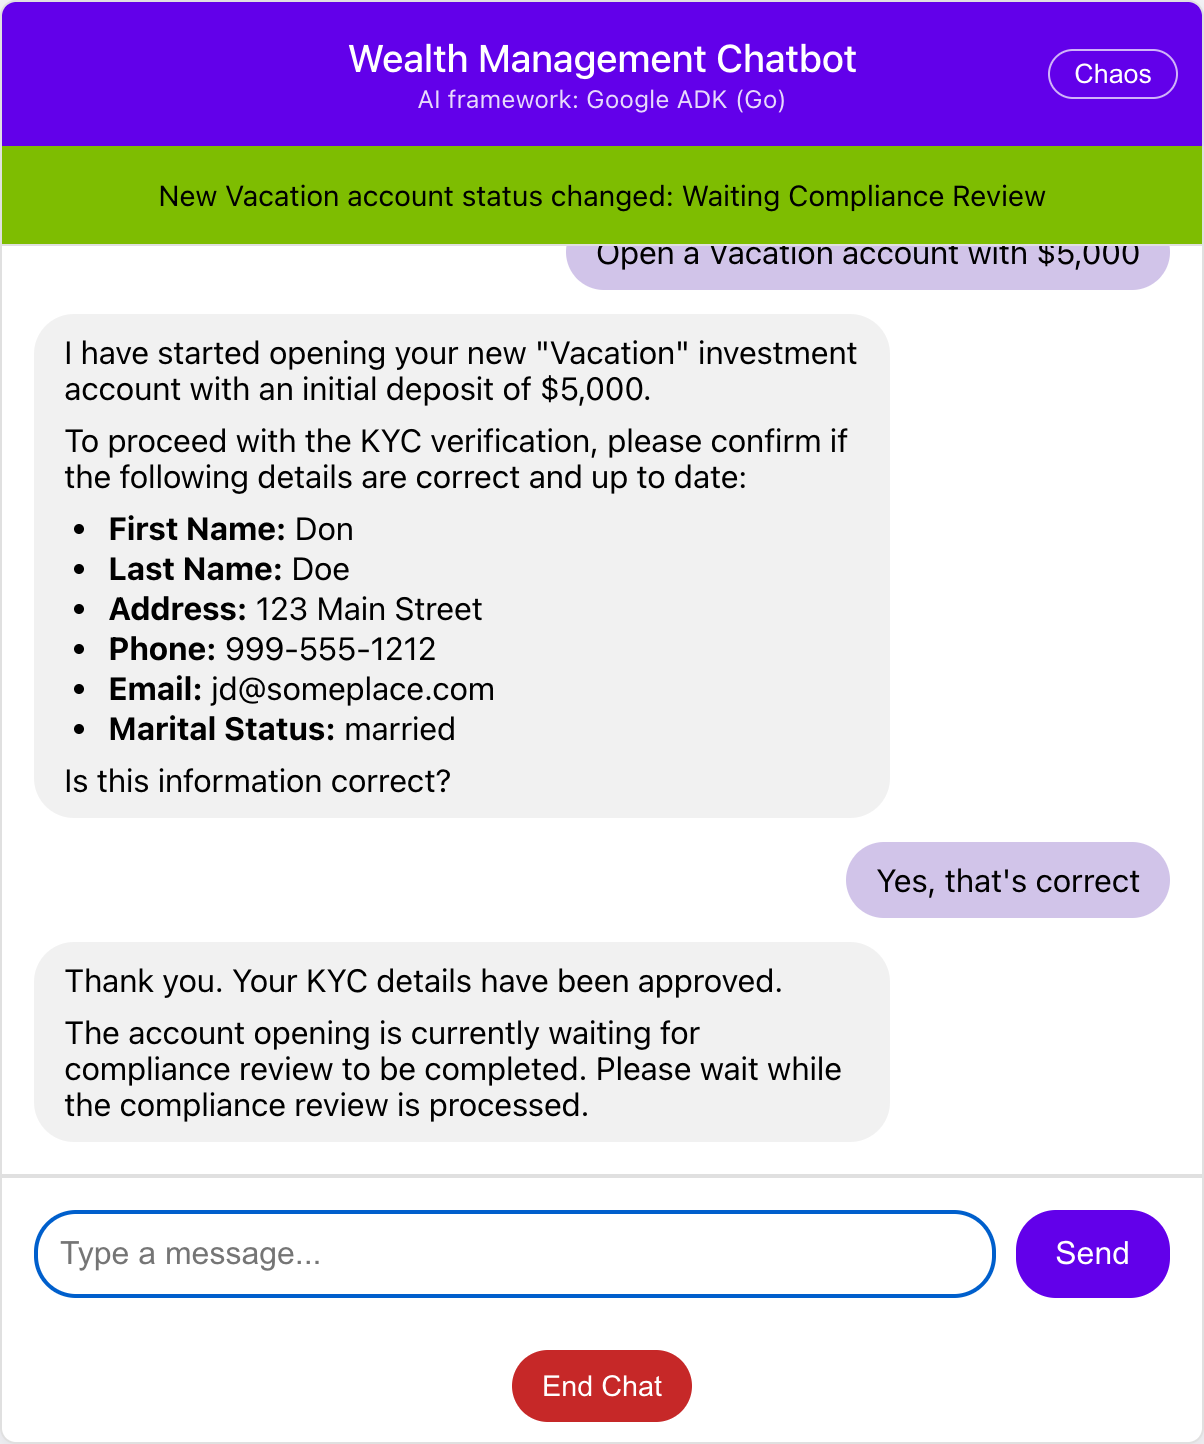 Wealth Management Chatbot
AI framework: Google ADK (Go)
Chaos
New Vacation account status changed: Waiting Compliance Review
Open a Vacation account with $5,000
I have started opening your new "Vacation" investment
account with an initial deposit of $5,000.
To proceed with the KYC verification, please confirm if
the following details are correct and up to date:
• First Name: Don
• Last Name: Doe
• Address: 123 Main Street
• Phone: 999-555-1212
• Email: jd@someplace.com
• Marital Status: married
Is this information correct?
Yes, that's correct
Thank you. Your KYC details have been approved.
The account opening is currently waiting for
compliance review to be completed. Please wait while
the compliance review is processed.
Type a message...
Send
End Chat